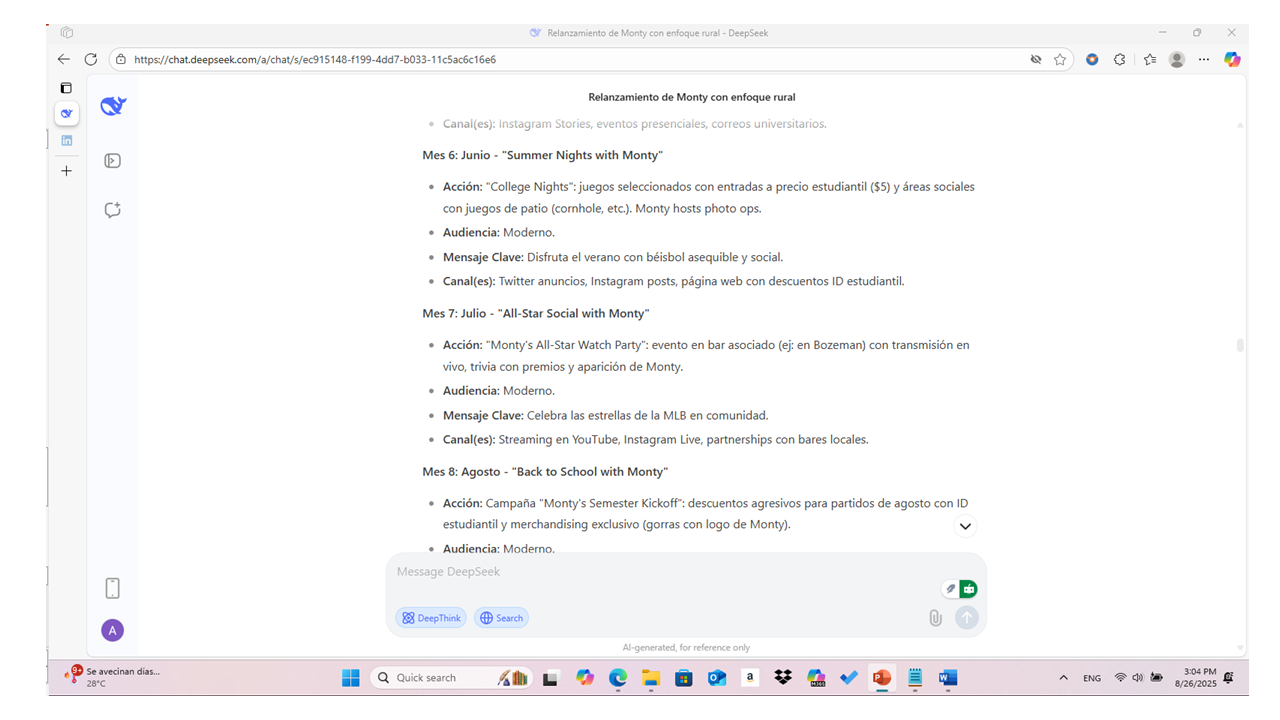 Relanzamiento de Monty con enfoque rural - DeepSeek
https://chat.deepseek.com/a/chat/s/ec915148-f199-4dd7-b033-11c5ac6c16e6
Relanzamiento de Monty con enfoque rural
Canal(es): Instagram Stories, eventos presenciales, correos universitarios.
Mes 6: Junio - "Summer Nights with Monty"
Acción: "College Nights": juegos seleccionados con entradas a precio estudiantil ($5) y áreas sociales
con juegos de patio (cornhole, etc.). Monty hosts photo ops.
Audiencia: Moderno.
Mensaje Clave: Disfruta el verano con béisbol asequible y social.
Canal(es): Twitter anuncios, Instagram posts, página web con descuentos ID estudiantil.
Mes 7: Julio - "All-Star Social with Monty"
Acción: "Monty's All-Star Watch Party": evento en bar asociado (ej: en Bozeman) con transmisión en
vivo, trivia con premios y aparición de Monty.
Audiencia: Moderno.
Mensaje Clave: Celebra las estrellas de la MLB en comunidad.
Canal(es): Streaming en YouTube, Instagram Live, partnerships con bares locales.
Mes 8: Agosto - "Back to School with Monty"
Acción: Campaña "Monty's Semester Kickoff": descuentos agresivos para partidos de agosto con ID
estudiantil y merchandising exclusivo (gorras con logo de Monty).
Audiencia: Moderno.
Message DeepSeek
DeepThink
Search
A
AI-generated, for reference only
9+
Se avecinan días...
28°C
Quick search
a
M365
ENG
3:04 PM
8/26/2025